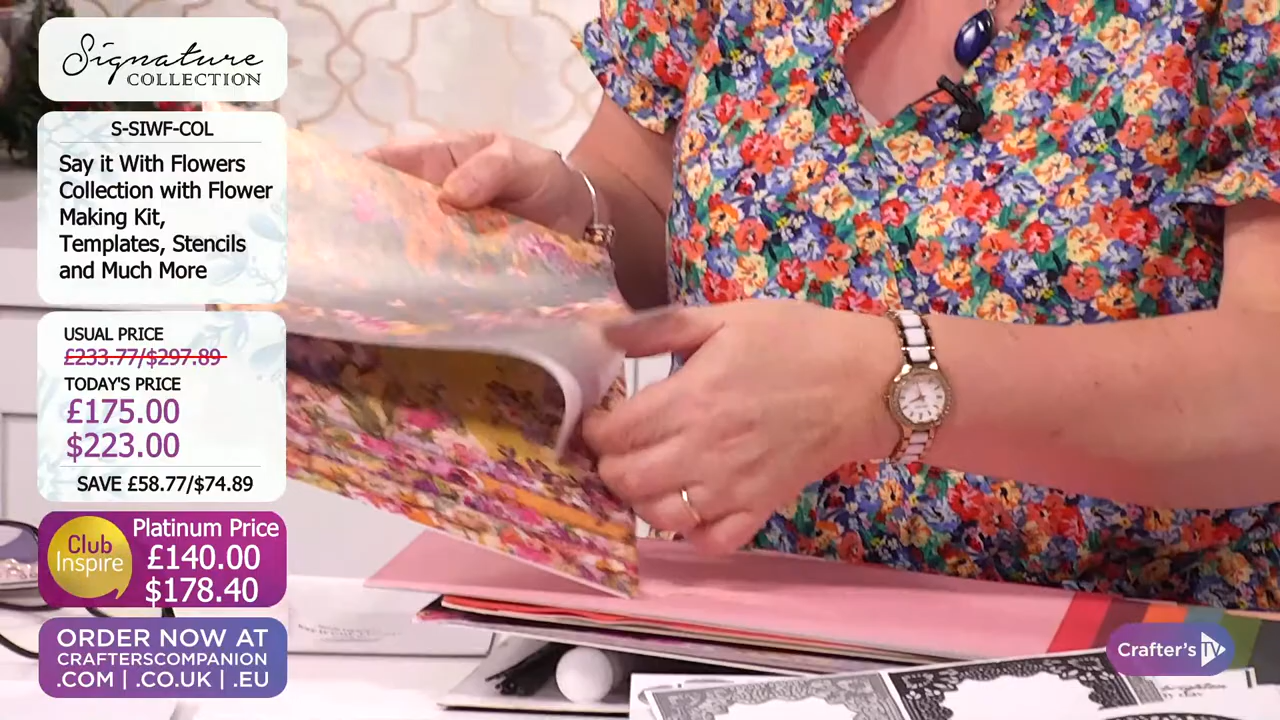 Signature
COLLECTION
S-SIWF-COL
Say it With Flowers
Collection with Flower
Making Kit,
Templates, Stencils
and Much More
USUAL PRICE
£233.77/$297.89
TODAY'S PRICE
£175.00
$223.00
SAVE £58.77/$74.89
Club
Inspire
Platinum Price
£140.00
$178.40
ORDER NOW AT
CRAFTERSCOMPANION
.COM | .CO.UK | .EU
Crafter's TV